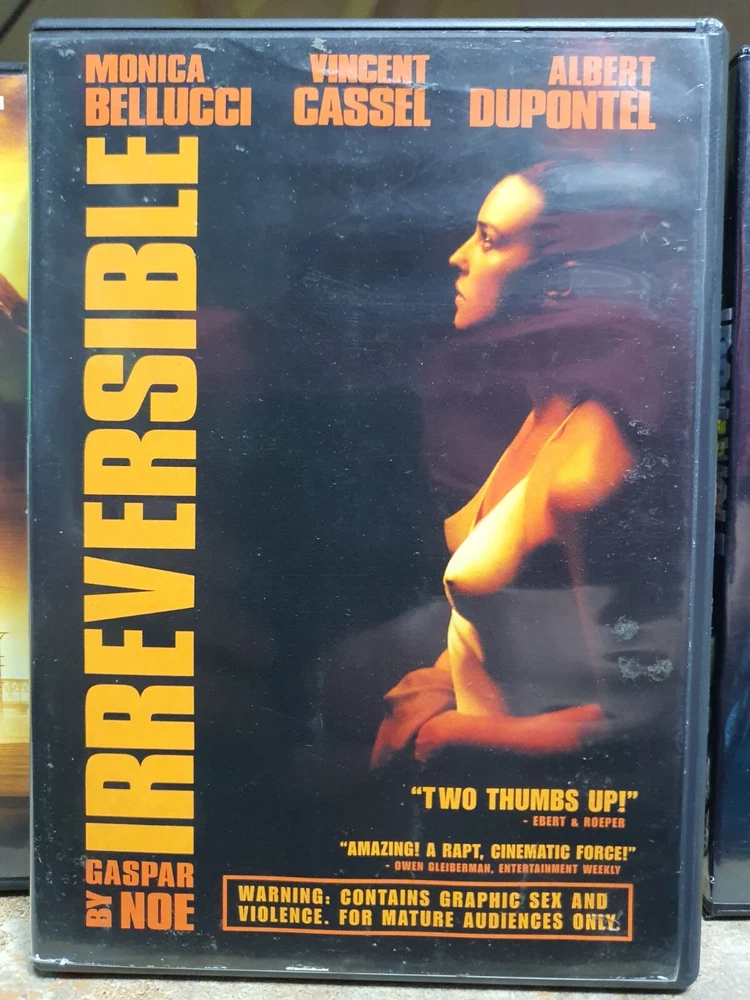 MONICA
BELLUCCI
VINCENT
CASSEL
ALBERT
DUPONTEL
IRREVERSIBLE
BY GASPAR
NOE
“TWO THUMBS UP!”
- EBERT & ROEPER
“AMAZING! A RAPT, CINEMATIC FORCE!”
- OWEN GLEIBERMAN, ENTERTAINMENT WEEKLY
WARNING: CONTAINS GRAPHIC SEX AND
VIOLENCE. FOR MATURE AUDIENCES ONLY.